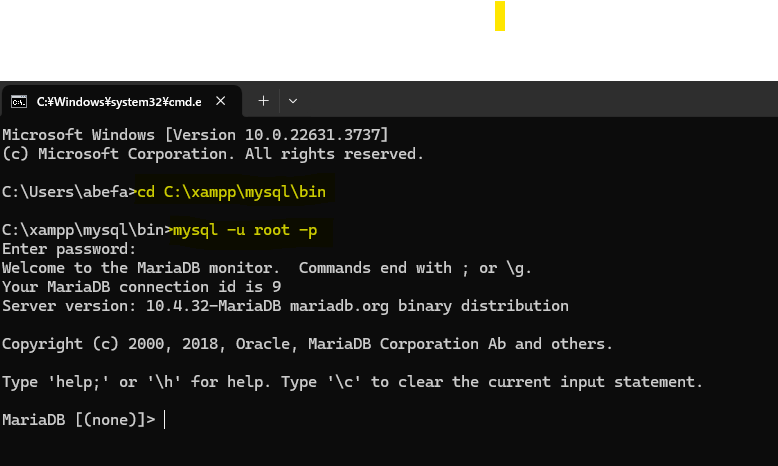 C:¥Windows¥system32¥cmd.e
Microsoft Windows [Version 10.0.22631.3737]
(c) Microsoft Corporation. All rights reserved.
C:\Users\abefa>cd C:\xampp\mysql\bin
C:\xampp\mysql\bin>mysql -u root -p
Enter password:
Welcome to the MariaDB monitor.  Commands end with ; or \g.
Your MariaDB connection id is 9
Server version: 10.4.32-MariaDB mariadb.org binary distribution
Copyright (c) 2000, 2018, Oracle, MariaDB Corporation Ab and others.
Type 'help;' or '\h' for help. Type '\c' to clear the current input statement.
MariaDB [(none)]>